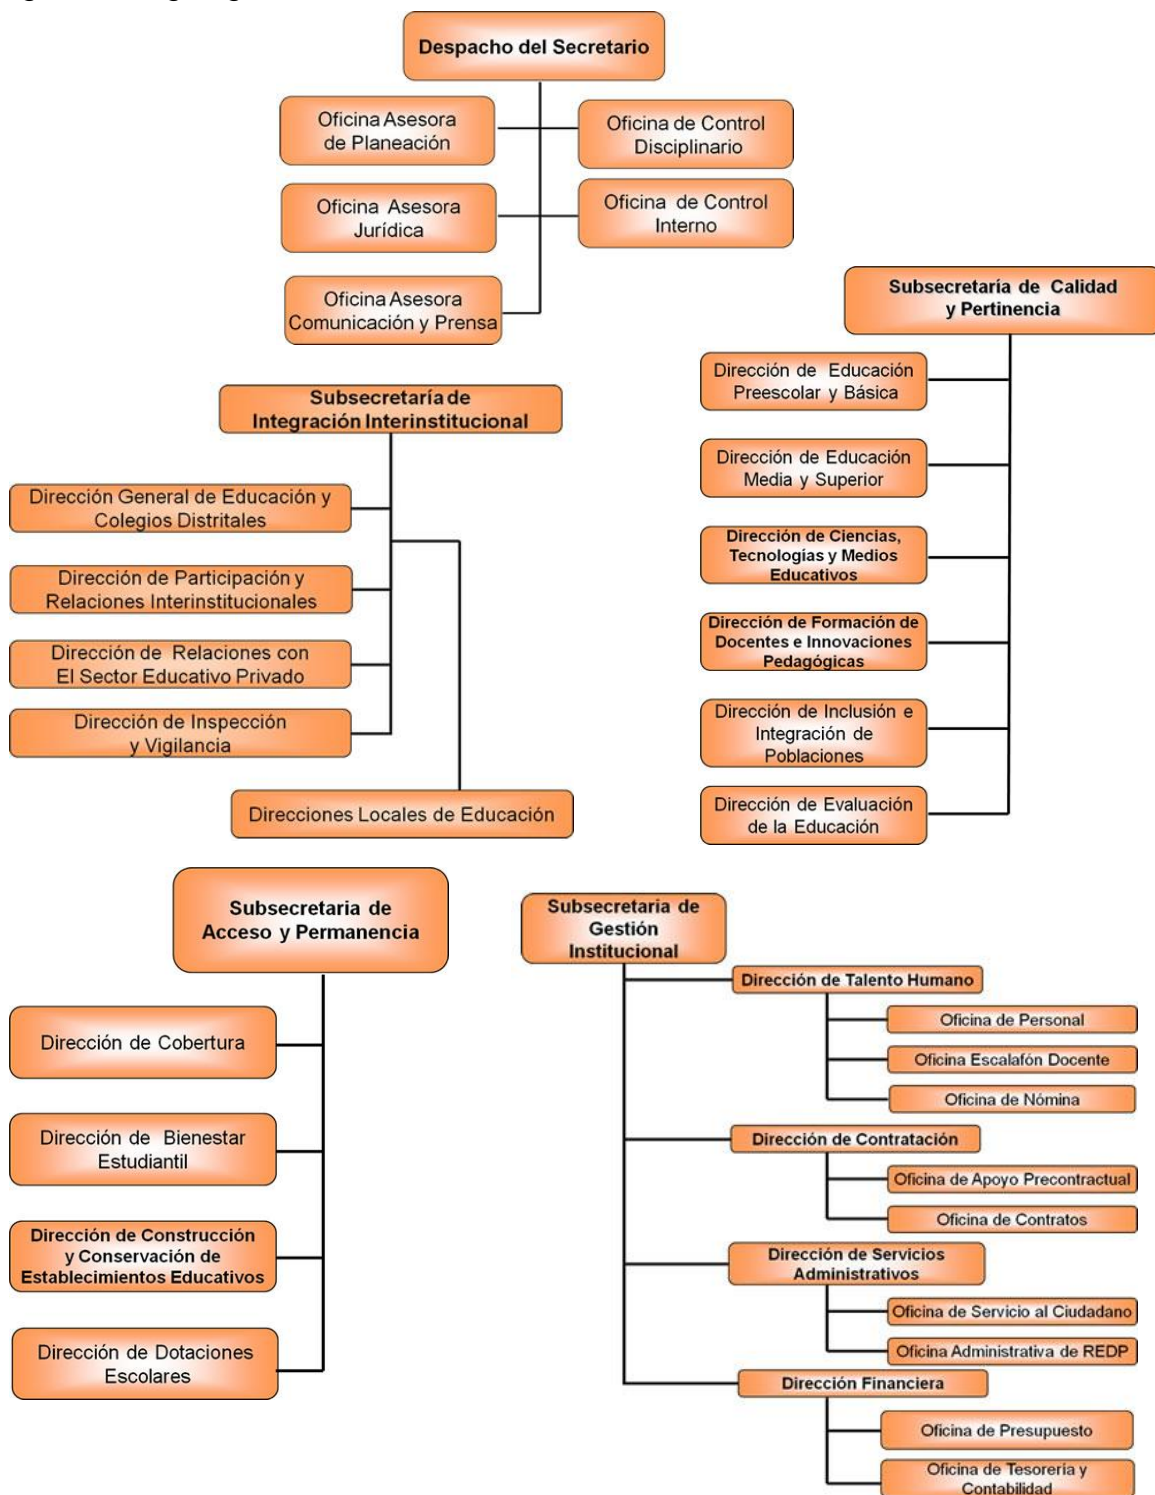 Despacho del Secretario
Oficina Asesora
de Planeación
Oficina de Control
Disciplinario
Oficina Asesora
Jurídica
Oficina de Control
Interno
Oficina Asesora
Comunicación y Prensa
Subsecretaría de Calidad
y Pertinencia
Dirección de Educación
Preescolar y Básica
Dirección de Educación
Media y Superior
Dirección de Ciencias,
Tecnologías y Medios
Educativos
Dirección de Formación de
Docentes e Innovaciones
Pedagógicas
Dirección de Inclusión e
Integración de
Poblaciones
Dirección de Evaluación
de la Educación
Subsecretaría de
Integración Interinstitucional
Dirección General de Educación y
Colegios Distritales
Dirección de Participación y
Relaciones Interinstitucionales
Dirección de Relaciones con
El Sector Educativo Privado
Dirección de Inspección
y Vigilancia
Direcciones Locales de Educación
Subsecretaria de
Acceso y Permanencia
Dirección de Cobertura
Dirección de Bienestar
Estudiantil
Dirección de Construcción
y Conservación de
Establecimientos Educativos
Dirección de Dotaciones
Escolares
Subsecretaria de
Gestión
Institucional
Dirección de Talento Humano
Oficina de Personal
Oficina Escalafón Docente
Oficina de Nómina
Dirección de Contratación
Oficina de Apoyo Precontractual
Oficina de Contratos
Dirección de Servicios
Administrativos
Oficina de Servicio al Ciudadano
Oficina Administrativa de REDP
Dirección Financiera
Oficina de Presupuesto
Oficina de Tesorería y
Contabilidad